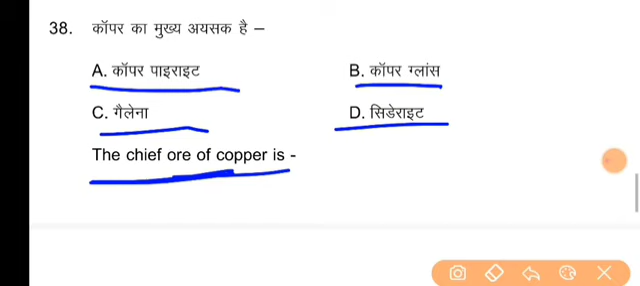 38. कॉपर का मुख्य अयसक है –
A. कॉपर पाइराइट B. कॉपर ग्लांस
C. गैलेना D. सिडेराइट
The chief ore of copper is -